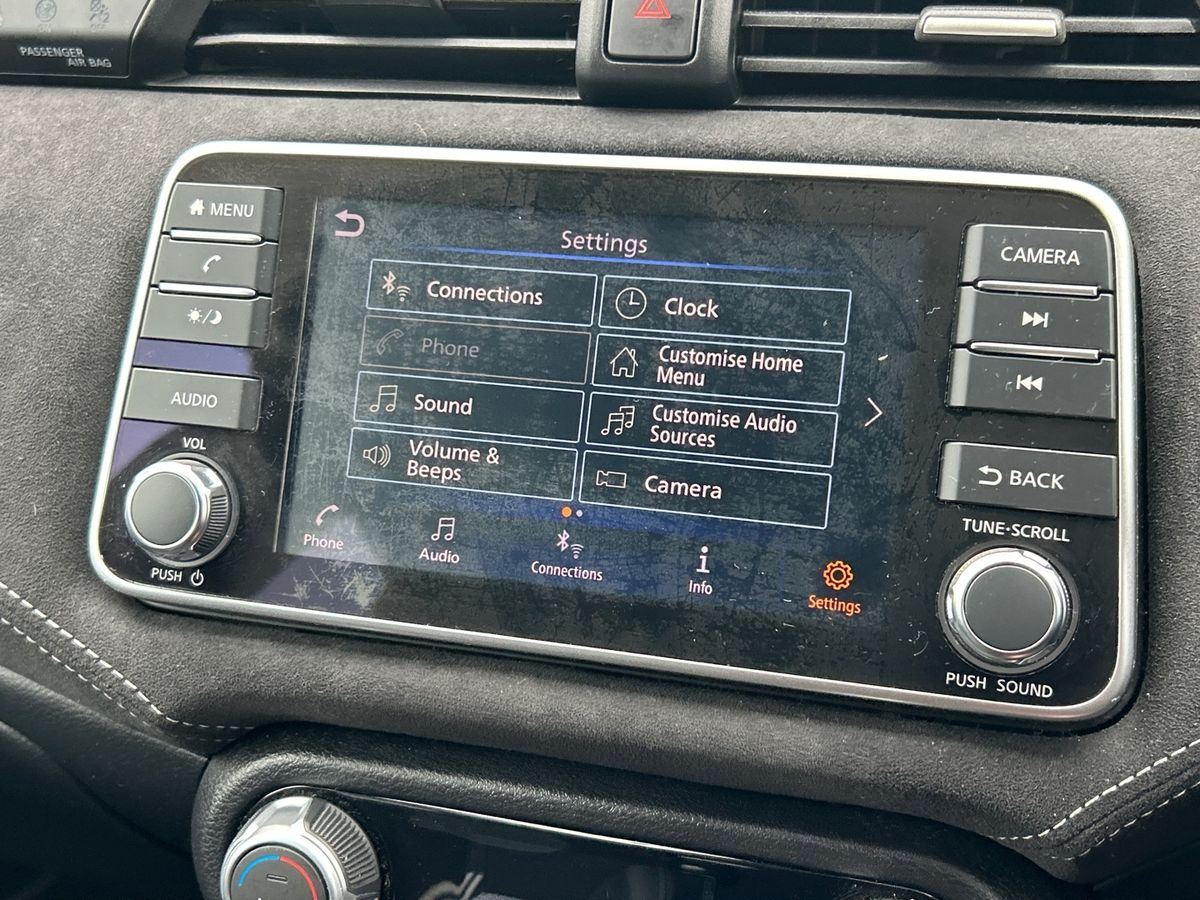 PASSENGER
AIR BAG
MENU
AUDIO
VOL
PUSH
Settings
Connections
Clock
Phone
Customise Home
Menu
Sound
Customise Audio
Sources
Volume &
Beeps
Camera
Phone
Audio
Connections
Info
Settings
CAMERA
BACK
TUNE·SCROLL
PUSH SOUND